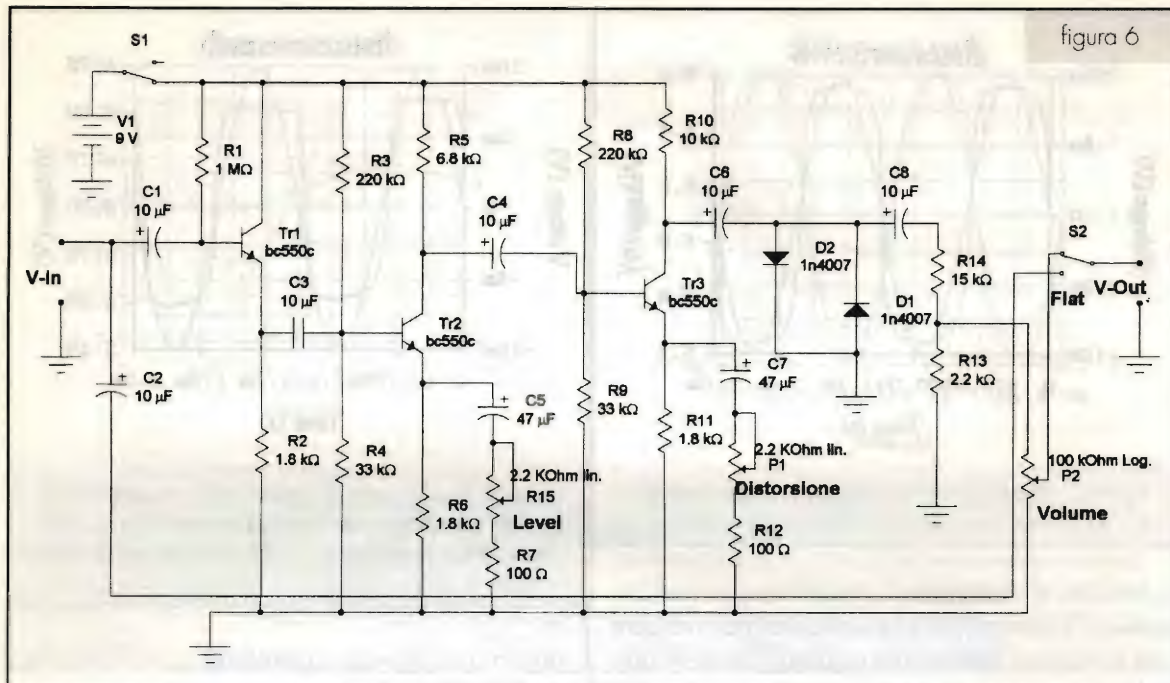 figura 6
S1
V1
9 V
R1
1 MΩ
C1
10 µF
Tr1
bc550c
V-in
C2
10 µF
R2
1.8 kΩ
C3
10 µF
R3
220 kΩ
R4
33 kΩ
R5
6.8 kΩ
C4
10 µF
Tr2
bc550c
C5
47 µF
R6
1.8 kΩ
2.2 KOhm lin.
R15
Level
R7
100 Ω
R8
220 kΩ
R9
33 kΩ
R10
10 kΩ
Tr3
bc550c
R11
1.8 kΩ
C6
10 µF
C7
47 µF
2.2 KOhm lin.
P1
Distorsione
R12
100 Ω
D2
1n4007
D1
1n4007
C8
10 µF
R14
15 kΩ
R13
2.2 kΩ
S2
Flat
V-Out
100 kOhm Log.
P2
Volume